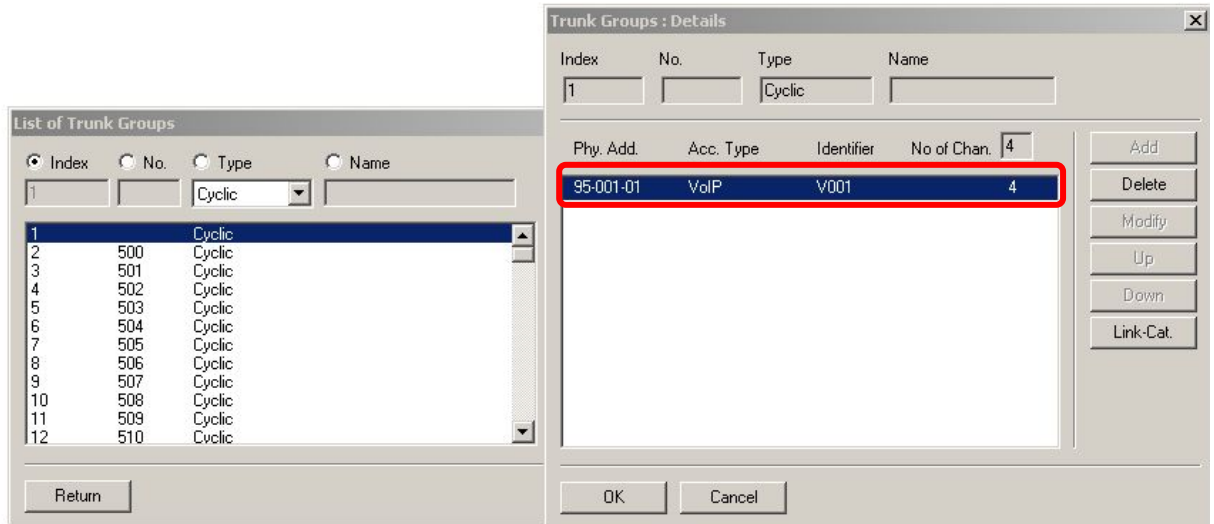 List of Trunk Groups
Index No. Type Name
1 Cyclic
1 Cyclic
2 500 Cyclic
3 501 Cyclic
4 502 Cyclic
5 503 Cyclic
6 504 Cyclic
7 505 Cyclic
8 506 Cyclic
9 507 Cyclic
10 508 Cyclic
11 509 Cyclic
12 510 Cyclic
Return
Trunk Groups : Details
Index No. Type Name
1 Cyclic
Phy. Add. Acc. Type Identifier No of Chan. 4
95-001-01 VoIP V001 4
Add
Delete
Modify
Up
Down
Link-Cat.
OK Cancel